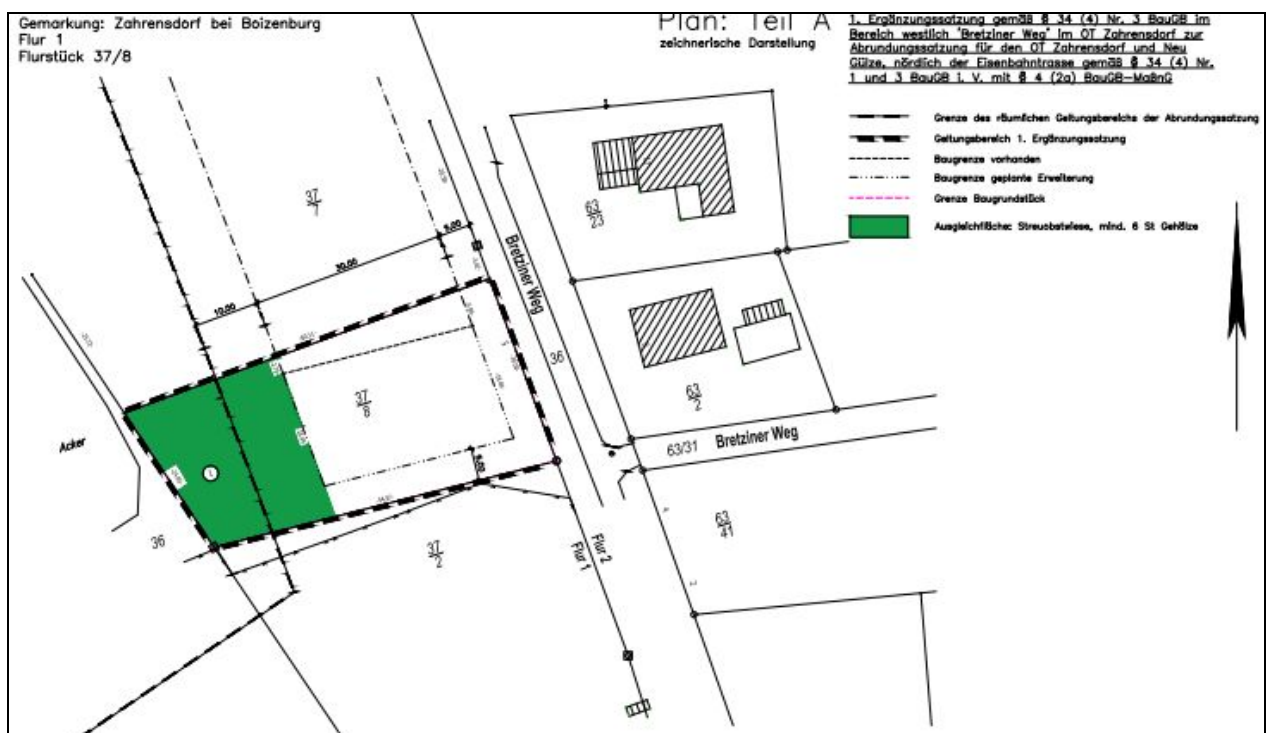 Gemarkung: Zahrensdorf bei Boizenburg
Flur 1
Flurstück 37/8
Plan: Teil A
zeichnerische Darstellung
1. Ergänzungssatzung gemäß § 34 (4) Nr. 3 BauGB im
Bereich westlich "Bretziner Weg" im OT Zahrensdorf zur
Abrundungssatzung für den OT Zahrensdorf und Neu
Gülze, nördlich der Eisenbahntrasse gemäß § 34 (4) Nr.
1 und 3 BauGB i. V. mit § 4 (2a) BauGB-MaßnG
Grenze des räumlichen Geltungsbereichs der Abrundungssatzung
Geltungsbereich 1. Ergänzungssatzung
Baugrenze vorhanden
Baugrenze geplante Erweiterung
Grenze Baugrundstück
Ausgleichfläche: Streuobstwiese, mind. 6 St Gehölze
37
7
63
23
5,00
30,00
10,00
Bretziner Weg
36
37
8
63
2
63/31 Bretziner Weg
Acker
1
5,00
36
37
2
Flur 1
Flur 2
63
41